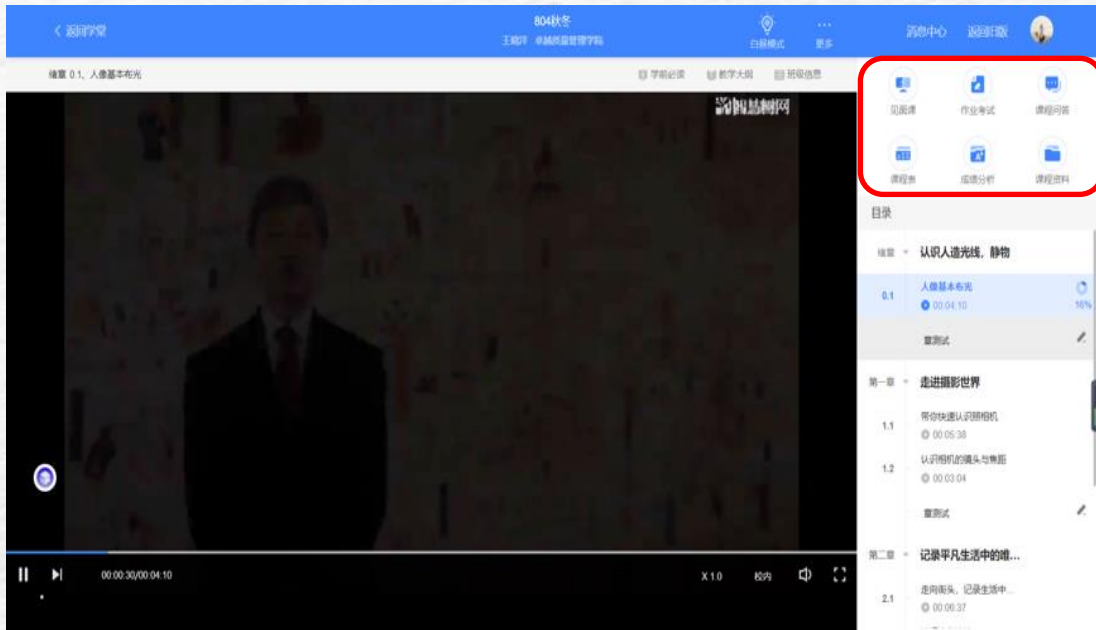 返回学堂
804秋冬
卓越质量管理学院
白昼模式
更多
消息中心
返回旧版
绪章 0.1、人像基本布光
学前必读
教学大纲
班级信息
智慧树网
见面课
作业考试
课程问答
课程表
成绩分析
课程资料
目录
绪章
认识人造光线，静物
0.1
人像基本布光
00:04:10
16%
章测试
第一章
走进摄影世界
1.1
带你快速认识照相机
00:05:38
1.2
认识相机的镜头与焦距
00:03:04
章测试
第二章
记录平凡生活中的唯...
2.1
走向街头，记录生活中...
00:06:37
00:00:30/00:04:10
X 1.0
校内